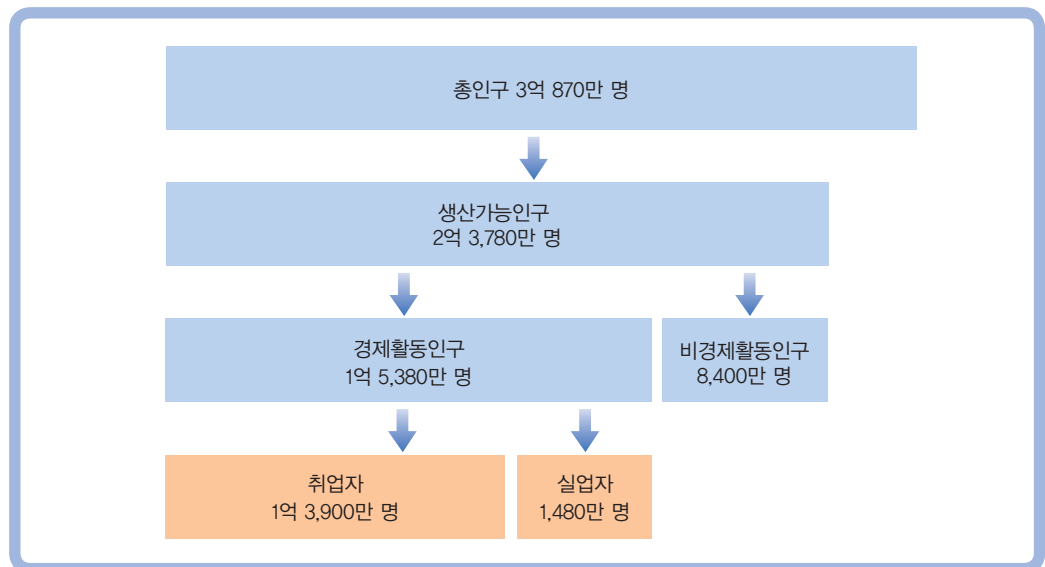 총인구 3억 870만 명
생산가능인구
2억 3,780만 명
경제활동인구
1억 5,380만 명
비경제활동인구
8,400만 명
취업자
1억 3,900만 명
실업자
1,480만 명